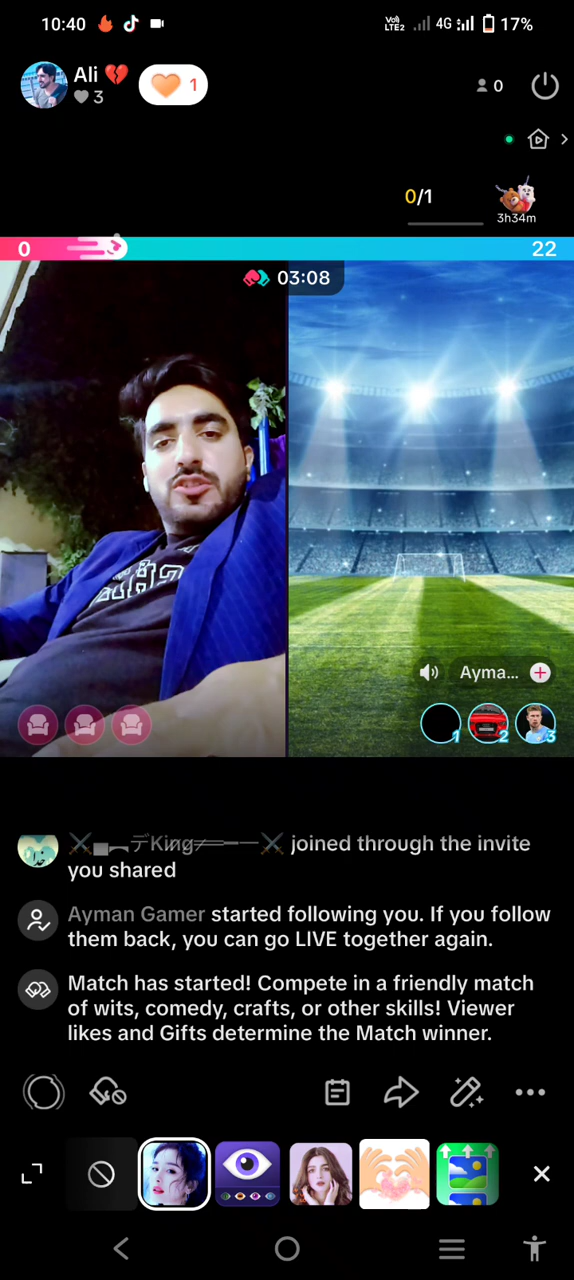 10:40
Voli
LTE2
4G
17%
Ali 💔
3
1
0
0/1
3h34m
0
22
03:08
Ayma...
1
2
3
joined through the invite
you shared
Ayman Gamer started following you. If you follow
them back, you can go LIVE together again.
Match has started! Compete in a friendly match
of wits, comedy, crafts, or other skills! Viewer
likes and Gifts determine the Match winner.